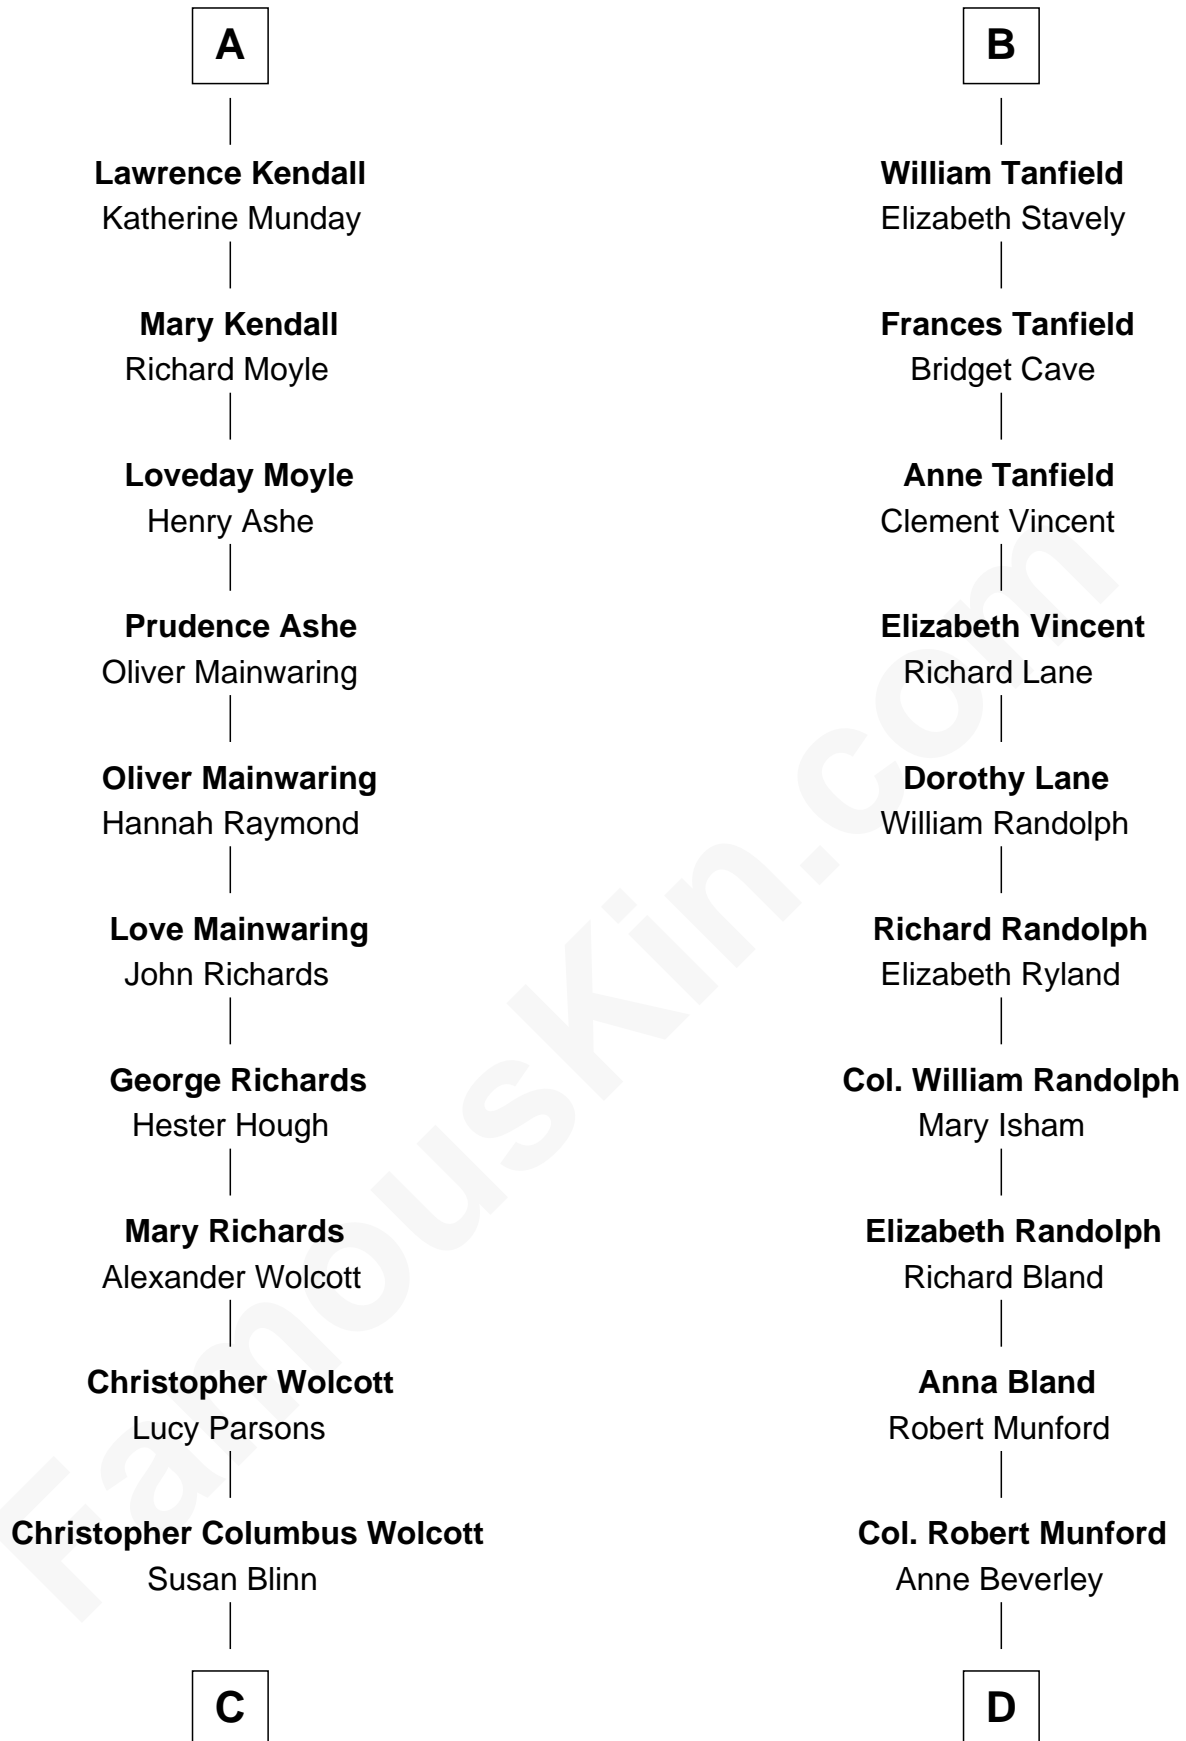 A
Lawrence Kendall
Katherine Munday
Mary Kendall
Richard Moyle
Loveday Moyle
Henry Ashe
Prudence Ashe
Oliver Mainwaring
Oliver Mainwaring
Hannah Raymond
Love Mainwaring
John Richards
George Richards
Hester Hough
Mary Richards
Alexander Wolcott
Christopher Wolcott
Lucy Parsons
Christopher Columbus Wolcott
Susan Blinn
C
B
William Tanfield
Elizabeth Stavely
Frances Tanfield
Bridget Cave
Anne Tanfield
Clement Vincent
Elizabeth Vincent
Richard Lane
Dorothy Lane
William Randolph
Richard Randolph
Elizabeth Ryland
Col. William Randolph
Mary Isham
Elizabeth Randolph
Richard Bland
Anna Bland
Robert Munford
Col. Robert Munford
Anne Beverley
D
FamousKin.com